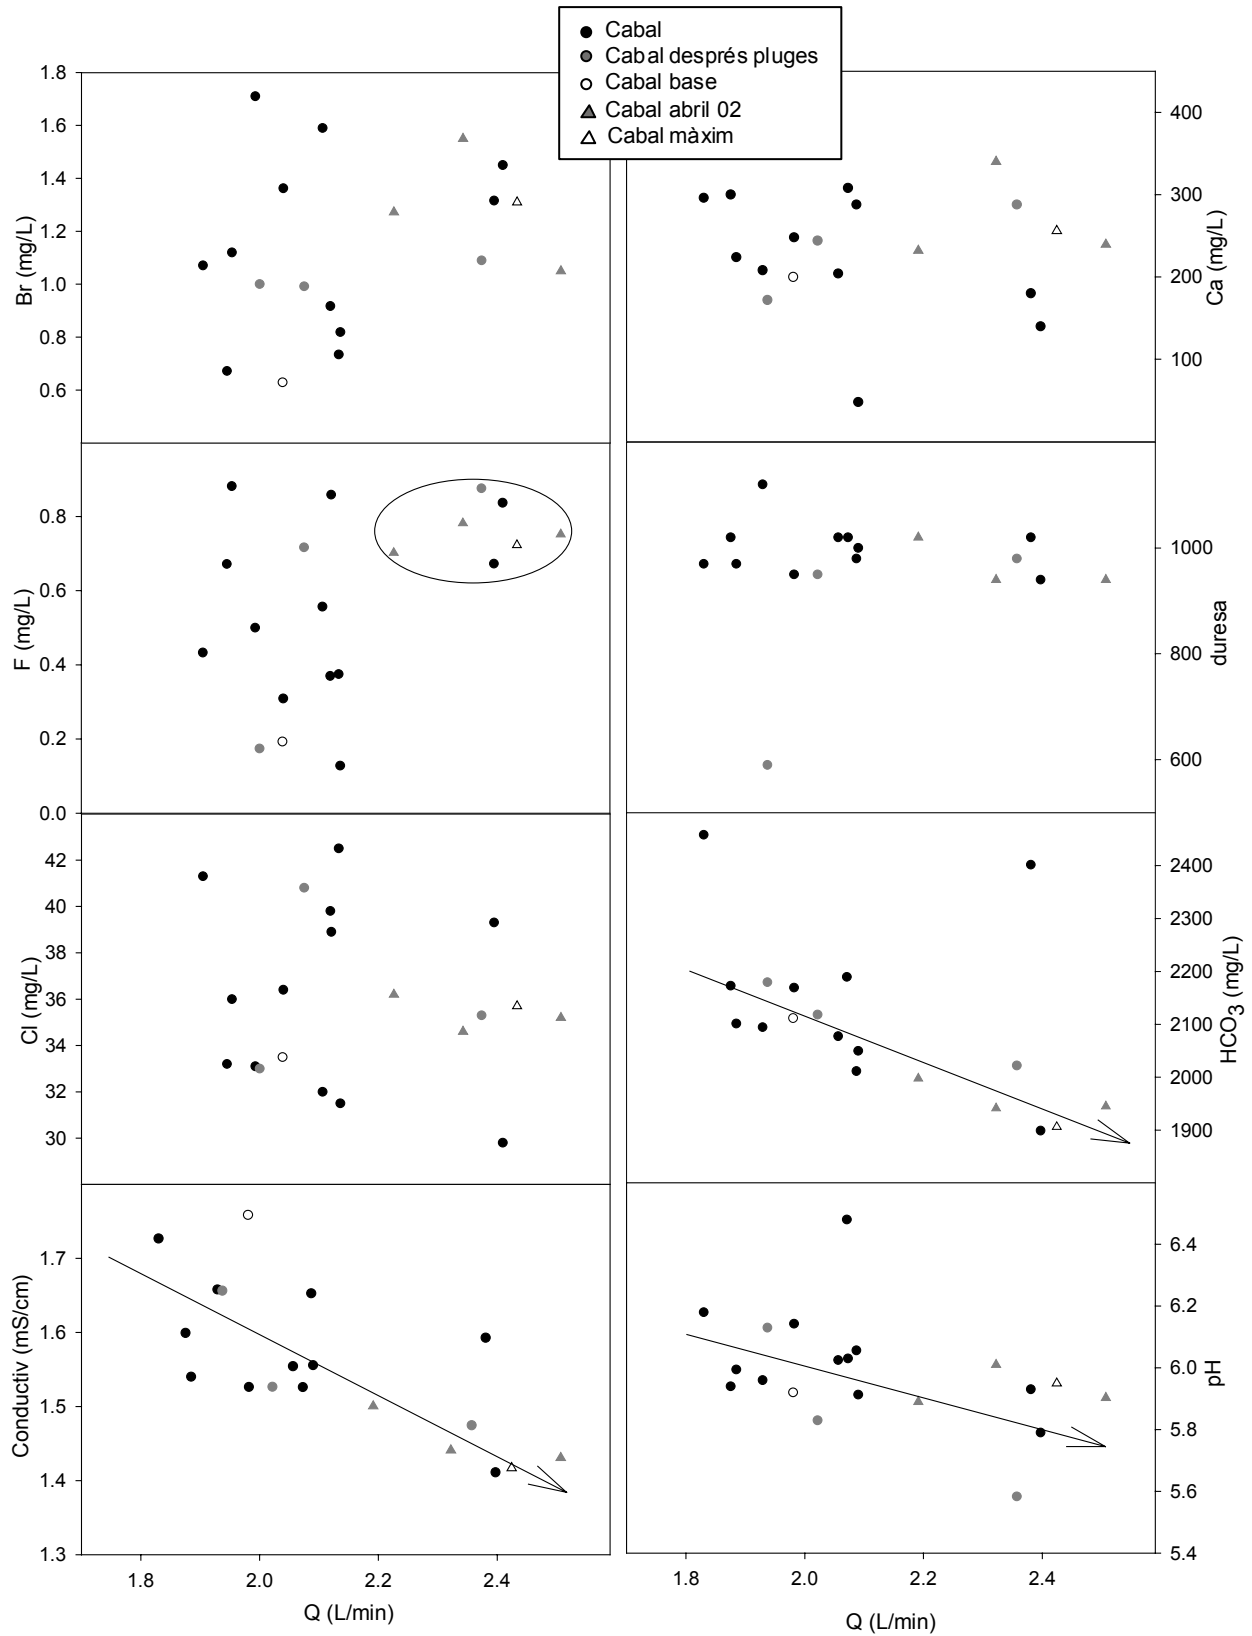 Cabal
Cabal després pluges
Cabal base
Cabal abril 02
Cabal màxim
1.8
1.6
1.4
1.2
1.0
0.8
0.6
Br (mg/L)
400
300
200
100
Ca (mg/L)
0.8
0.6
0.4
0.2
0.0
F (mg/L)
1000
800
600
duresa
42
40
38
36
34
32
30
Cl (mg/L)
2400
2300
2200
2100
2000
1900
HCO3 (mg/L)
1.7
1.6
1.5
1.4
1.3
Conductiv (mS/cm)
6.4
6.2
6.0
5.8
5.6
5.4
pH
1.8 2.0 2.2 2.4
Q (L/min)
1.8 2.0 2.2 2.4
Q (L/min)